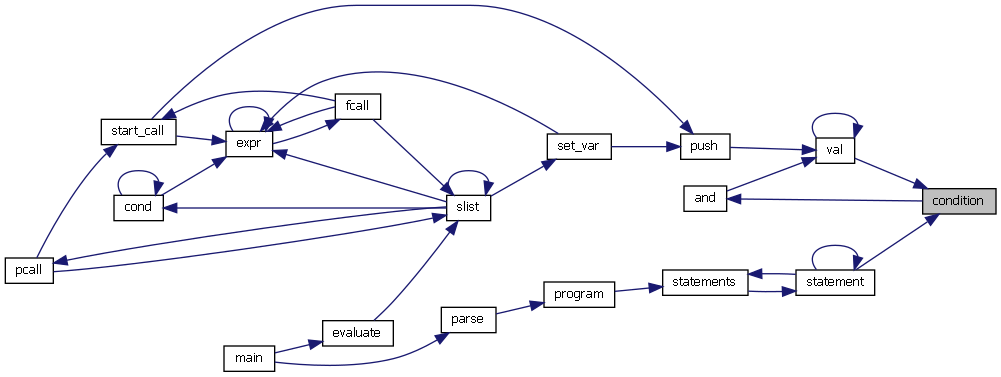 fcall
start_call
expr
set_var
push
val
and
condition
cond
slist
pcall
statements
statement
program
parse
evaluate
main